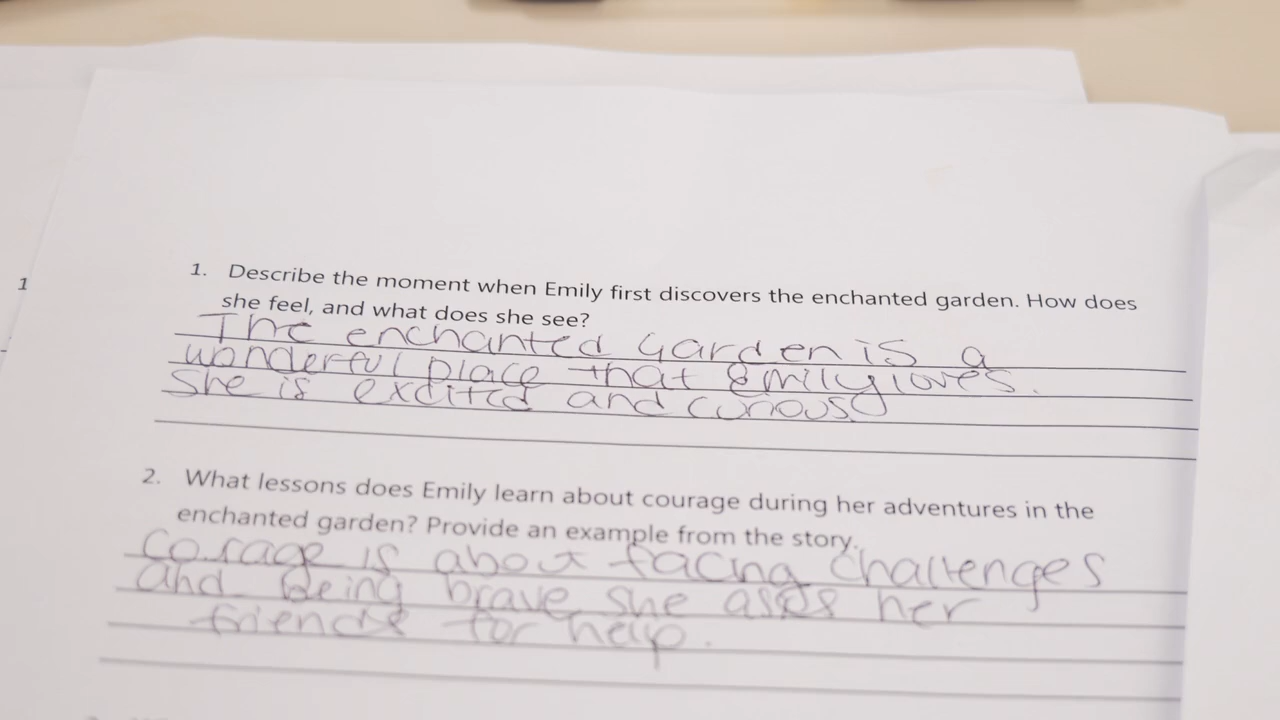 1
1. Describe the moment when Emily first discovers the enchanted garden. How does
she feel, and what does she see?
The enchanted garden is a
wonderful place that Emily loves.
She is excited and curious
2. What lessons does Emily learn about courage during her adventures in the
enchanted garden? Provide an example from the story.
Corage is about facing challenges
and being brave, she asks her
friends for help.